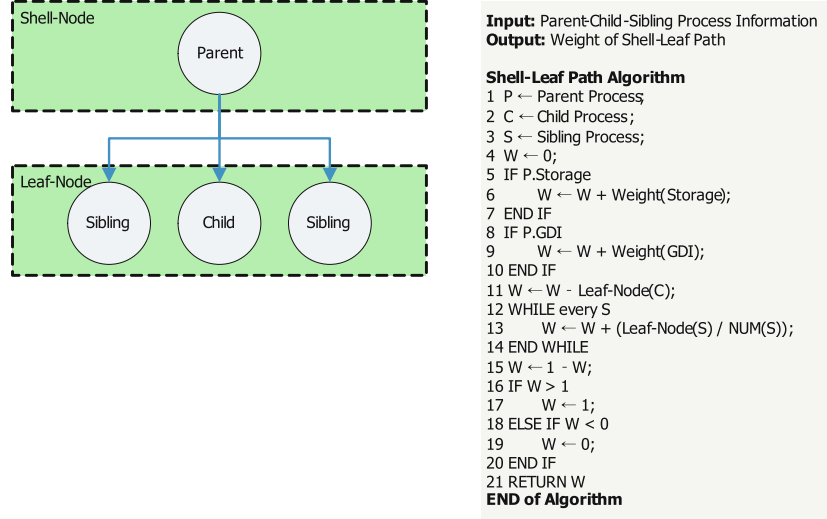 Shell-Node
Parent
Leaf-Node
Sibling
Child
Sibling
Input: Parent-Child-Sibling Process Information
Output: Weight of Shell-Leaf Path
Shell-Leaf Path Algorithm
1 P ← Parent Process;
2 C ← Child Process;
3 S ← Sibling Process;
4 W ← 0;
5 IF P.Storage
6 W ← W + Weight(Storage);
7 END IF
8 IF P.GDI
9 W ← W + Weight(GDI);
10 END IF
11 W ← W - Leaf-Node(C);
12 WHILE every S
13 W ← W + (Leaf-Node(S) / NUM(S));
14 END WHILE
15 W ← 1 - W;
16 IF W > 1
17 W ← 1;
18 ELSE IF W < 0
19 W ← 0;
20 END IF
21 RETURN W
END of Algorithm